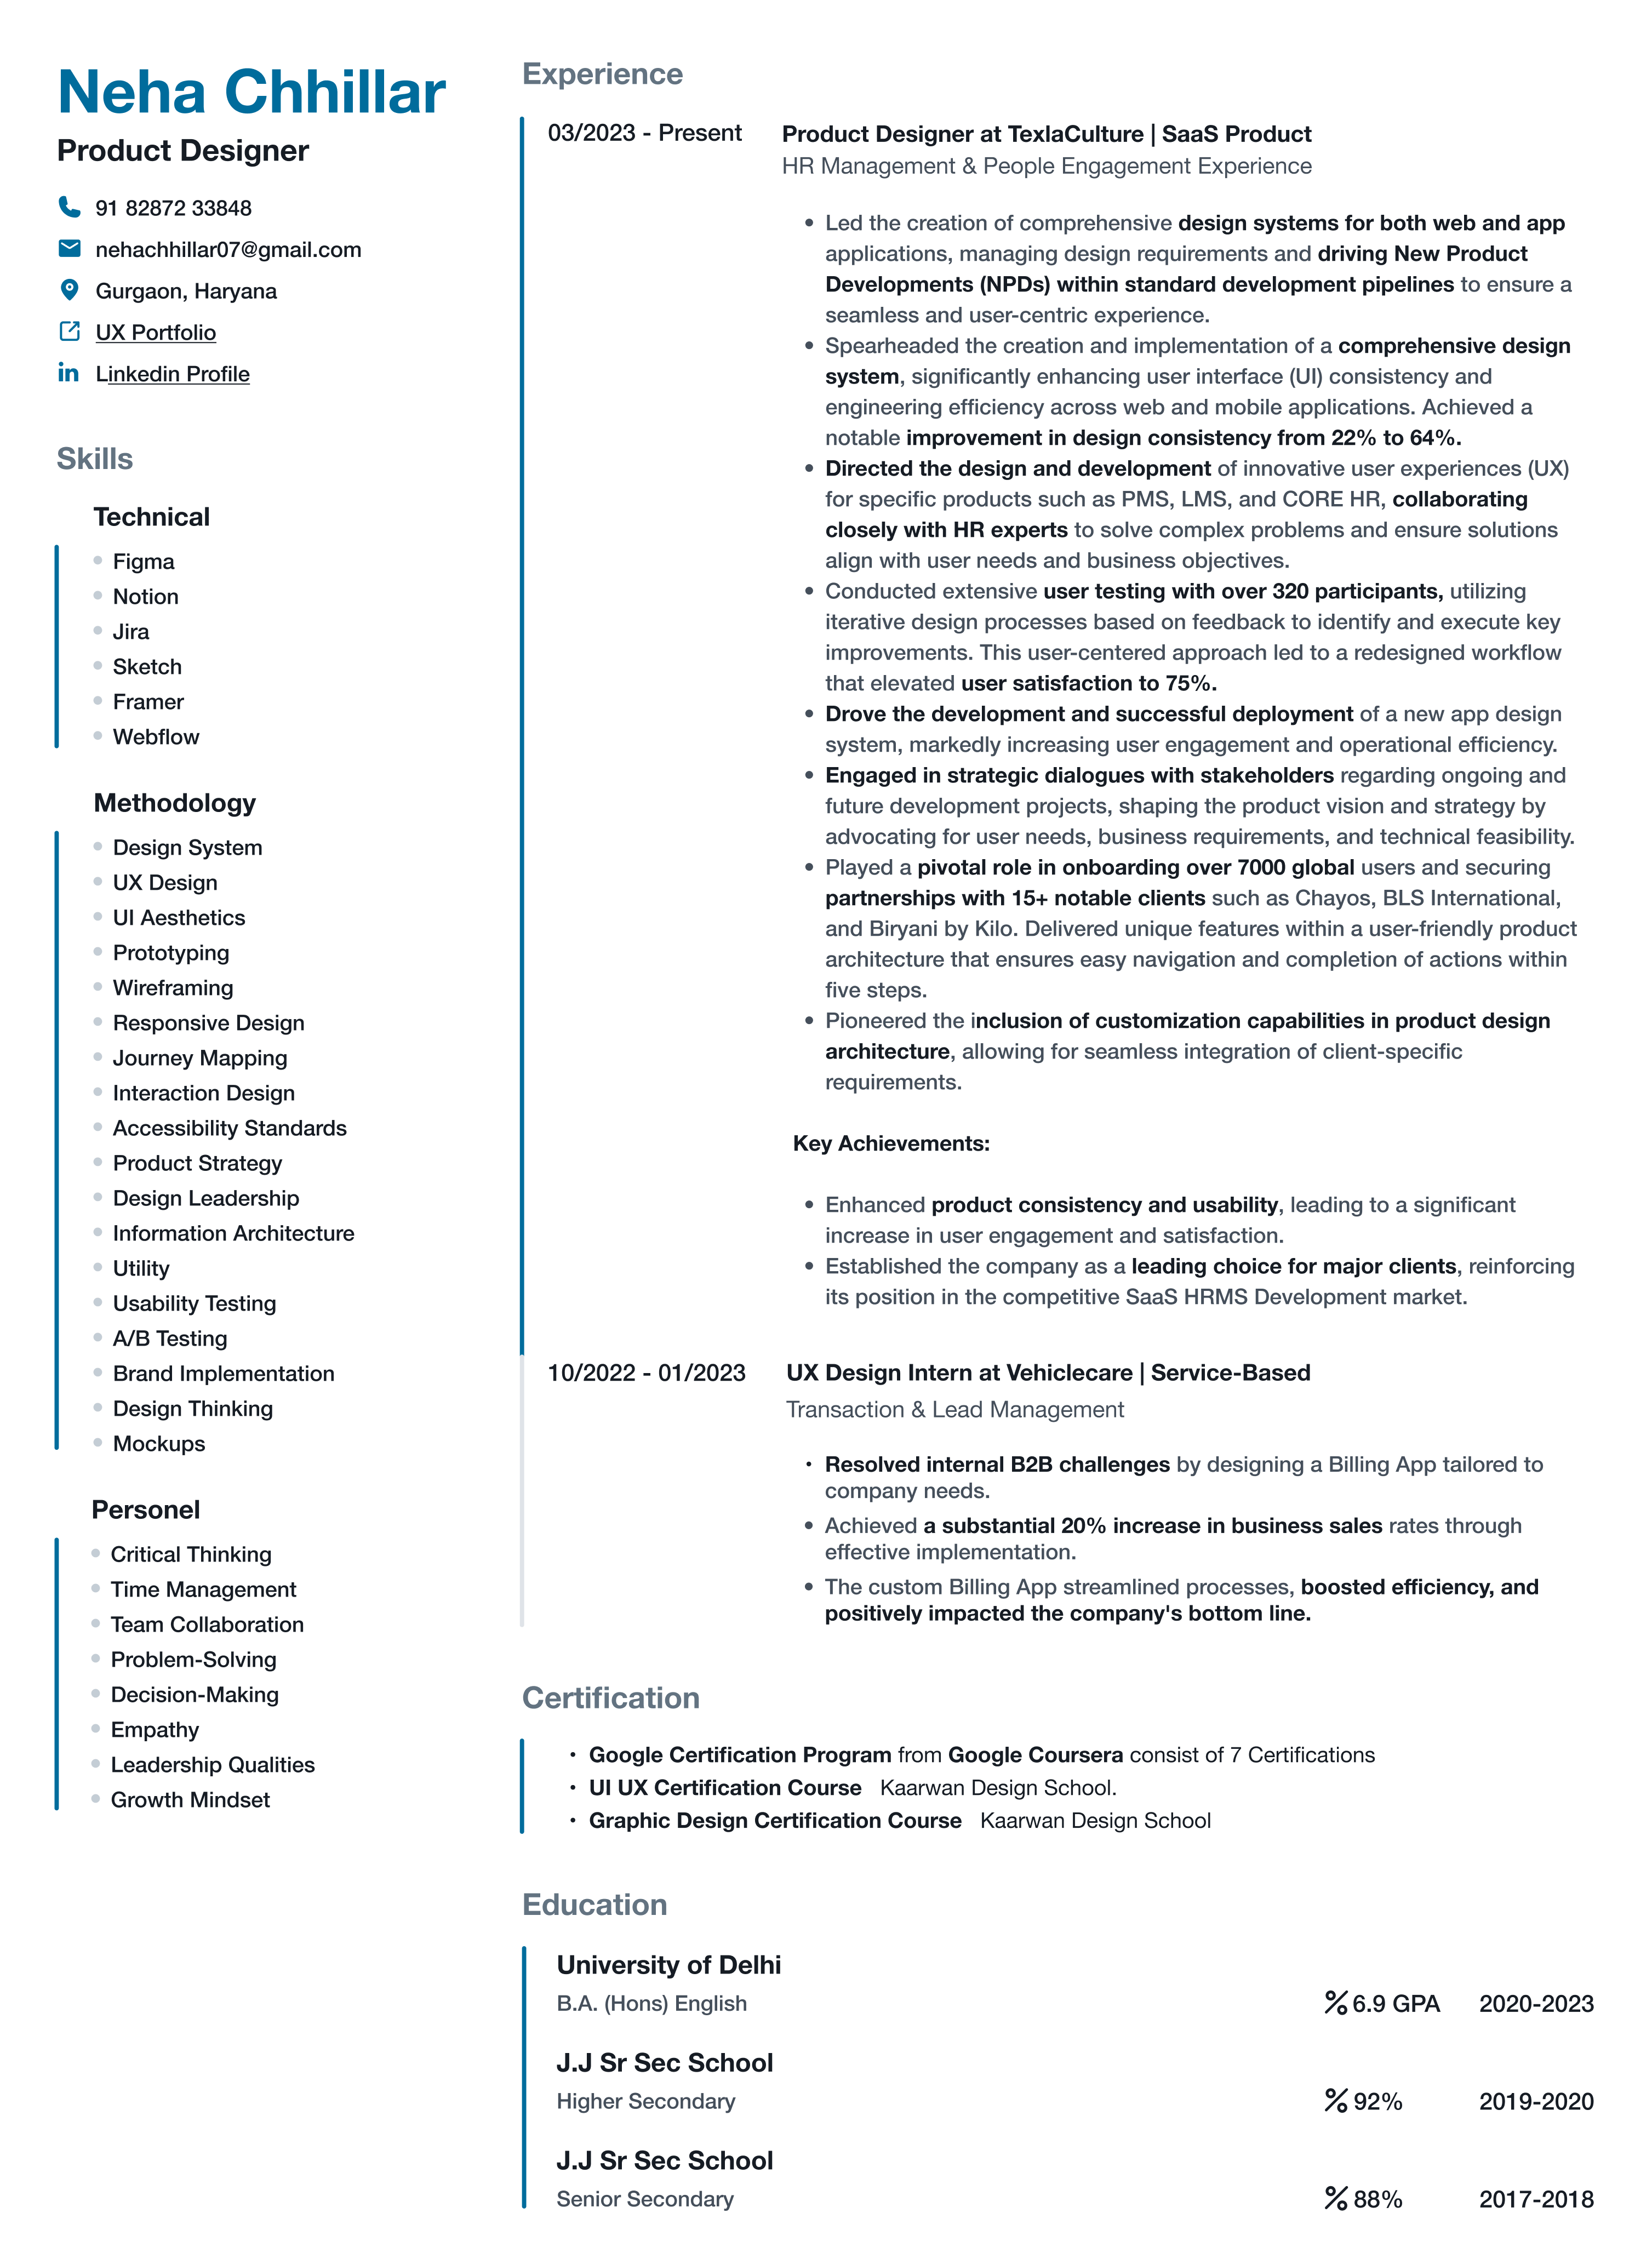 Neha Chhillar
Product Designer
91 82872 33848
nehachhillar07@gmail.com
Gurgaon, Haryana
UX Portfolio
Linkedin Profile
Skills
Technical
Figma
Notion
Jira
Sketch
Framer
Webflow
Methodology
Design System
UX Design
UI Aesthetics
Prototyping
Wireframing
Responsive Design
Journey Mapping
Interaction Design
Accessibility Standards
Product Strategy
Design Leadership
Information Architecture
Utility
Usability Testing
A/B Testing
Brand Implementation
Design Thinking
Mockups
Personel
Critical Thinking
Time Management
Team Collaboration
Problem-Solving
Decision-Making
Empathy
Leadership Qualities
Growth Mindset
Experience
03/2023 - Present
Product Designer at TexlaCulture | SaaS Product
HR Management & People Engagement Experience
• Led the creation of comprehensive design systems for both web and app
applications, managing design requirements and driving New Product
Developments (NPDs) within standard development pipelines to ensure a
seamless and user-centric experience.
• Spearheaded the creation and implementation of a comprehensive design
system, significantly enhancing user interface (UI) consistency and
engineering efficiency across web and mobile applications. Achieved a
notable improvement in design consistency from 22% to 64%.
• Directed the design and development of innovative user experiences (UX)
for specific products such as PMS, LMS, and CORE HR, collaborating
closely with HR experts to solve complex problems and ensure solutions
align with user needs and business objectives.
• Conducted extensive user testing with over 320 participants, utilizing
iterative design processes based on feedback to identify and execute key
improvements. This user-centered approach led to a redesigned workflow
that elevated user satisfaction to 75%.
• Drove the development and successful deployment of a new app design
system, markedly increasing user engagement and operational efficiency.
• Engaged in strategic dialogues with stakeholders regarding ongoing and
future development projects, shaping the product vision and strategy by
advocating for user needs, business requirements, and technical feasibility.
• Played a pivotal role in onboarding over 7000 global users and securing
partnerships with 15+ notable clients such as Chayos, BLS International,
and Biryani by Kilo. Delivered unique features within a user-friendly product
architecture that ensures easy navigation and completion of actions within
five steps.
• Pioneered the inclusion of customization capabilities in product design
architecture, allowing for seamless integration of client-specific
requirements.
Key Achievements:
• Enhanced product consistency and usability, leading to a significant
increase in user engagement and satisfaction.
• Established the company as a leading choice for major clients, reinforcing
its position in the competitive SaaS HRMS Development market.
10/2022 - 01/2023
UX Design Intern at Vehiclecare | Service-Based
Transaction & Lead Management
• Resolved internal B2B challenges by designing a Billing App tailored to
company needs.
• Achieved a substantial 20% increase in business sales rates through
effective implementation.
• The custom Billing App streamlined processes, boosted efficiency, and
positively impacted the company's bottom line.
Certification
• Google Certification Program from Google Coursera consist of 7 Certifications
• UI UX Certification Course Kaarwan Design School.
• Graphic Design Certification Course Kaarwan Design School
Education
University of Delhi
B.A. (Hons) English % 6.9 GPA 2020-2023
J.J Sr Sec School
Higher Secondary % 92% 2019-2020
J.J Sr Sec School
Senior Secondary % 88% 2017-2018